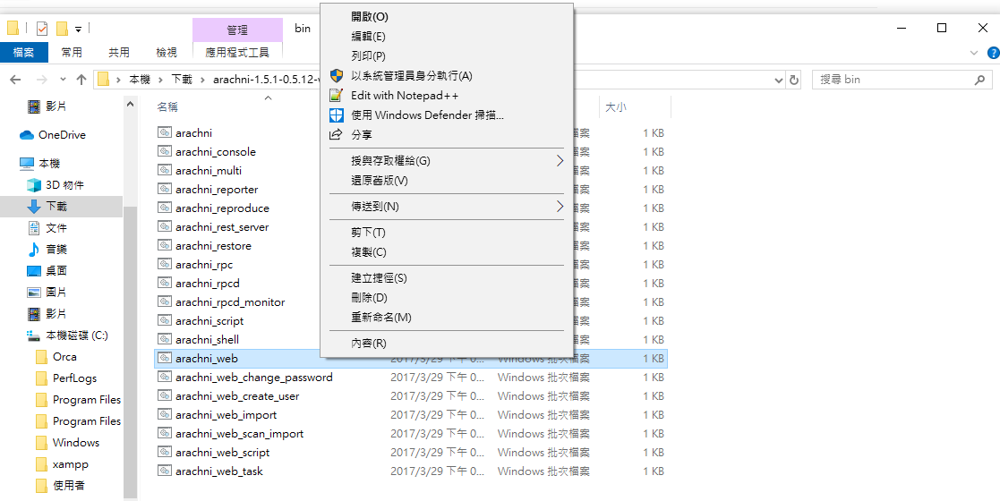 管理
bin
檔案
常用
共用
檢視
應用程式工具
本機
下載
arachni-1.5.1-0.5.12-
搜尋 bin
影片
OneDrive
本機
3D 物件
下載
文件
音樂
桌面
圖片
影片
本機磁碟 (C:)
Orca
PerfLogs
Program Files
Program Files
Windows
xampp
使用者
開啟(O)
編輯(E)
列印(P)
以系統管理員身分執行(A)
Edit with Notepad++
使用 Windows Defender 掃描...
分享
授與存取權給(G)
還原舊版(V)
傳送到(N)
剪下(T)
複製(C)
建立捷徑(S)
刪除(D)
重新命名(M)
內容(R)
名稱
大小
arachni 檔案 1 KB
arachni_console 檔案 1 KB
arachni_multi 檔案 1 KB
arachni_reporter 檔案 1 KB
arachni_reproduce 檔案 1 KB
arachni_rest_server 檔案 1 KB
arachni_restore 檔案 1 KB
arachni_rpc 檔案 1 KB
arachni_rpcd 檔案 1 KB
arachni_rpcd_monitor 檔案 1 KB
arachni_script 檔案 1 KB
arachni_shell 檔案 1 KB
arachni_web 2017/3/29 下午 0... Windows 批次檔案 1 KB
arachni_web_change_password 2017/3/29 下午 0... Windows 批次檔案 1 KB
arachni_web_create_user 2017/3/29 下午 0... Windows 批次檔案 1 KB
arachni_web_import 2017/3/29 下午 0... Windows 批次檔案 1 KB
arachni_web_scan_import 2017/3/29 下午 0... Windows 批次檔案 1 KB
arachni_web_script 2017/3/29 下午 0... Windows 批次檔案 1 KB
arachni_web_task 2017/3/29 下午 0... Windows 批次檔案 1 KB